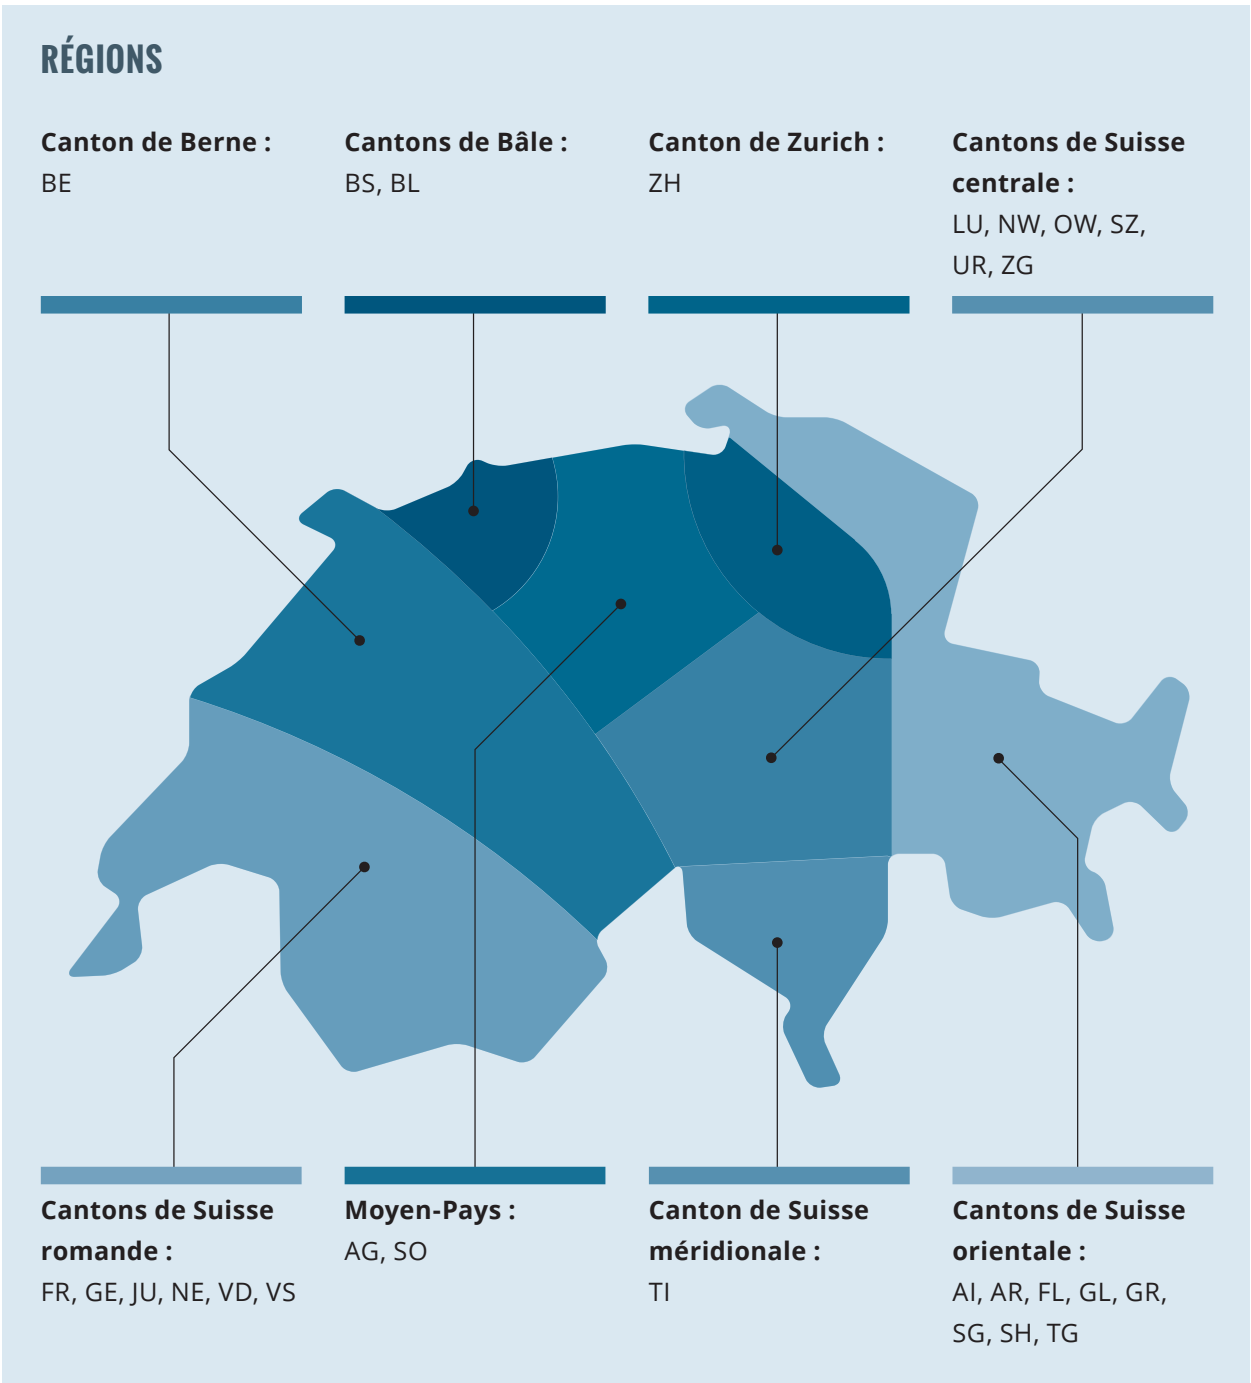 RÉGIONS
Canton de Berne :
BE
Cantons de Bâle :
BS, BL
Canton de Zurich :
ZH
Cantons de Suisse
centrale :
LU, NW, OW, SZ,
UR, ZG
Cantons de Suisse
romande :
FR, GE, JU, NE, VD, VS
Moyen-Pays :
AG, SO
Canton de Suisse
méridionale :
TI
Cantons de Suisse
orientale :
AI, AR, FL, GL, GR,
SG, SH, TG